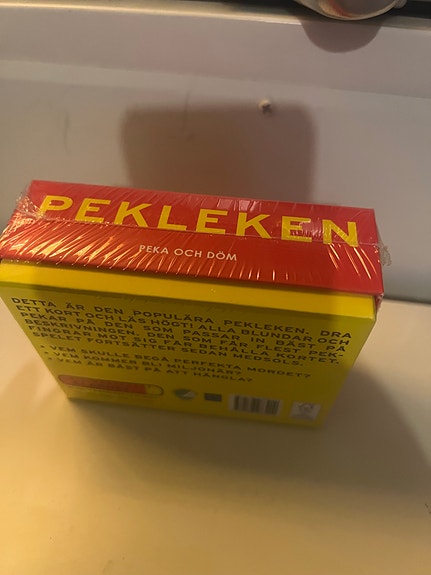 PEKLEKEN
PEKA OCH DÖM
DETTA ÄR DEN POPULÄRA PEKLEKEN. DRA
ETT KORT OCH LÄS HÖGT! ALLA BLUNDAR OCH
PEKAR PÅ DEN SOM PASSAR IN BÄST PÅ
BESKRIVNINGEN. DEN SOM FÅR FLEST PEK-
FINGRAR MOT SIG FÅR BEHÅLLA KORTET.
SPELET FORTSÄTTER SEDAN MEDSOLS.
• VEM SKULLE BEGÅ PERFEKTA MORDET?
• VEM KOMMER BLI MILJONÄR?
• VEM ÄR BÄST PÅ ATT HÅNGLA?